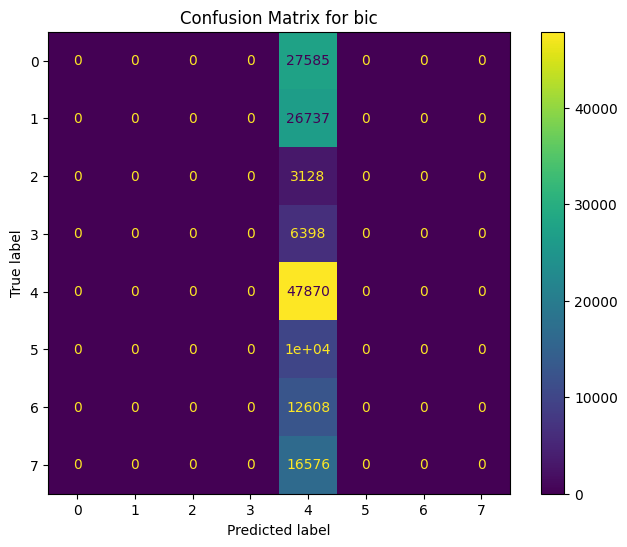 Confusion Matrix for bic
0 0 0 0 0 27585 0 0 0
1 0 0 0 0 26737 0 0 0
2 0 0 0 0 3128 0 0 0
3 0 0 0 0 6398 0 0 0
4 0 0 0 0 47870 0 0 0
5 0 0 0 0 1e+04 0 0 0
6 0 0 0 0 12608 0 0 0
7 0 0 0 0 16576 0 0 0
0 1 2 3 4 5 6 7
True label
Predicted label
40000
30000
20000
10000
0